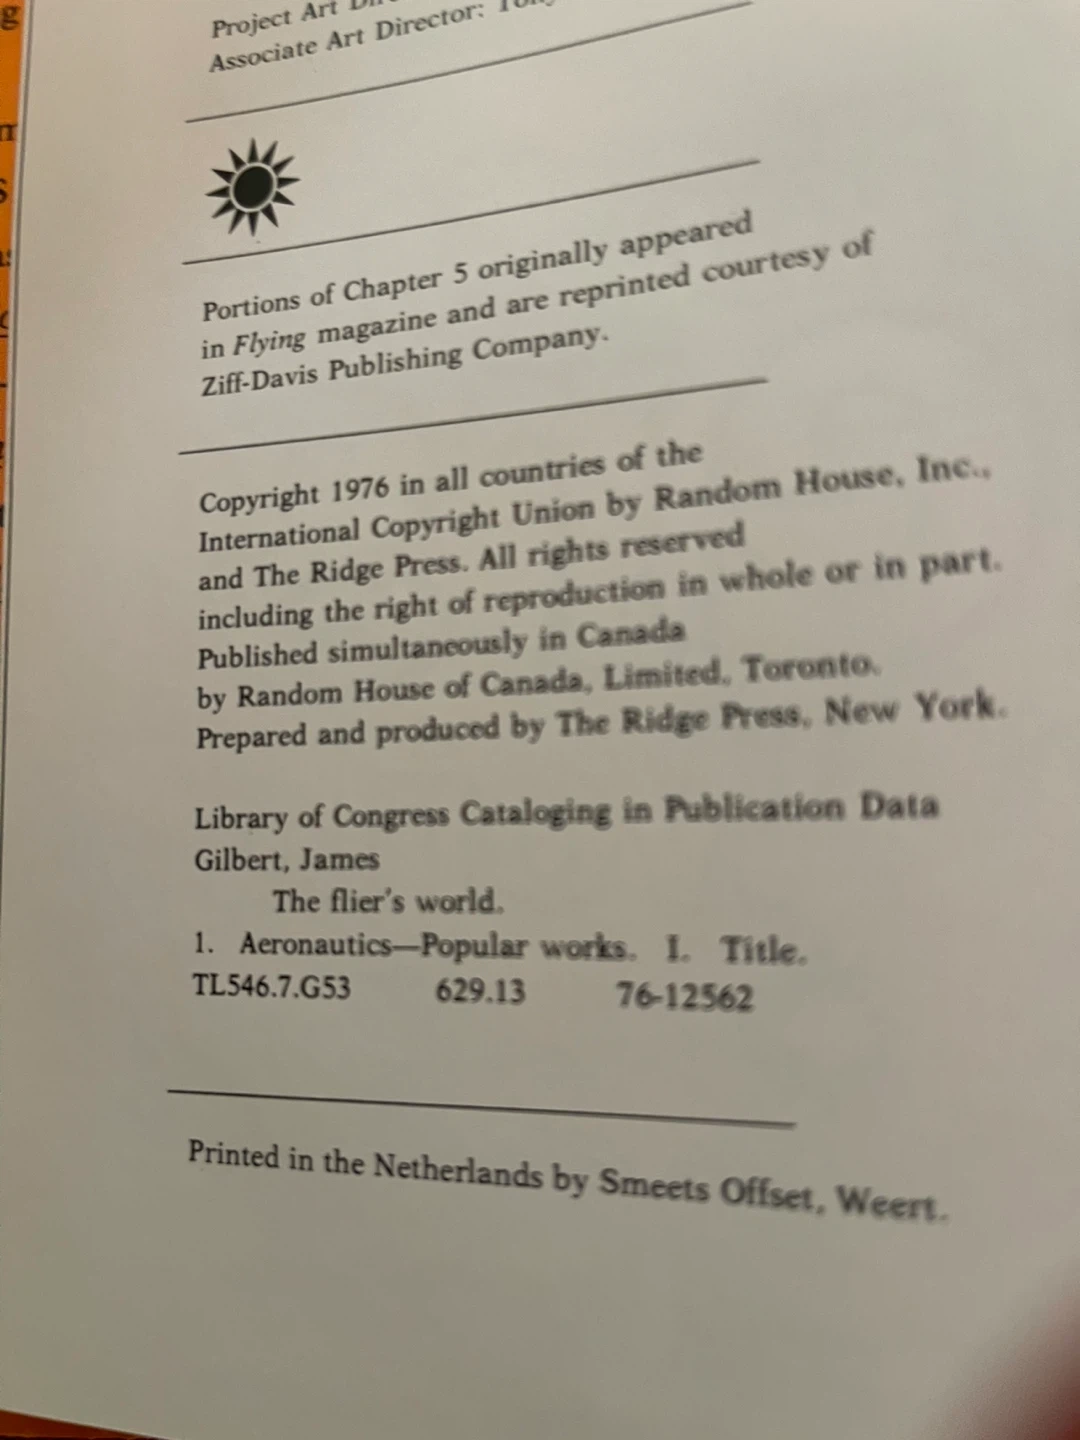 Project Art
Associate Art Director:
Portions of Chapter 5 originally appeared
in Flying magazine and are reprinted courtesy of
Ziff-Davis Publishing Company.
Copyright 1976 in all countries of the
International Copyright Union by Random House, Inc.,
and The Ridge Press. All rights reserved
including the right of reproduction in whole or in part.
Published simultaneously in Canada
by Random House of Canada, Limited, Toronto.
Prepared and produced by The Ridge Press, New York.
Library of Congress Cataloging in Publication Data
Gilbert, James
The flier's world.
1. Aeronautics—Popular works. I. Title.
TL546.7.G53 629.13 76-12562
Printed in the Netherlands by Smeets Offset, Weert.